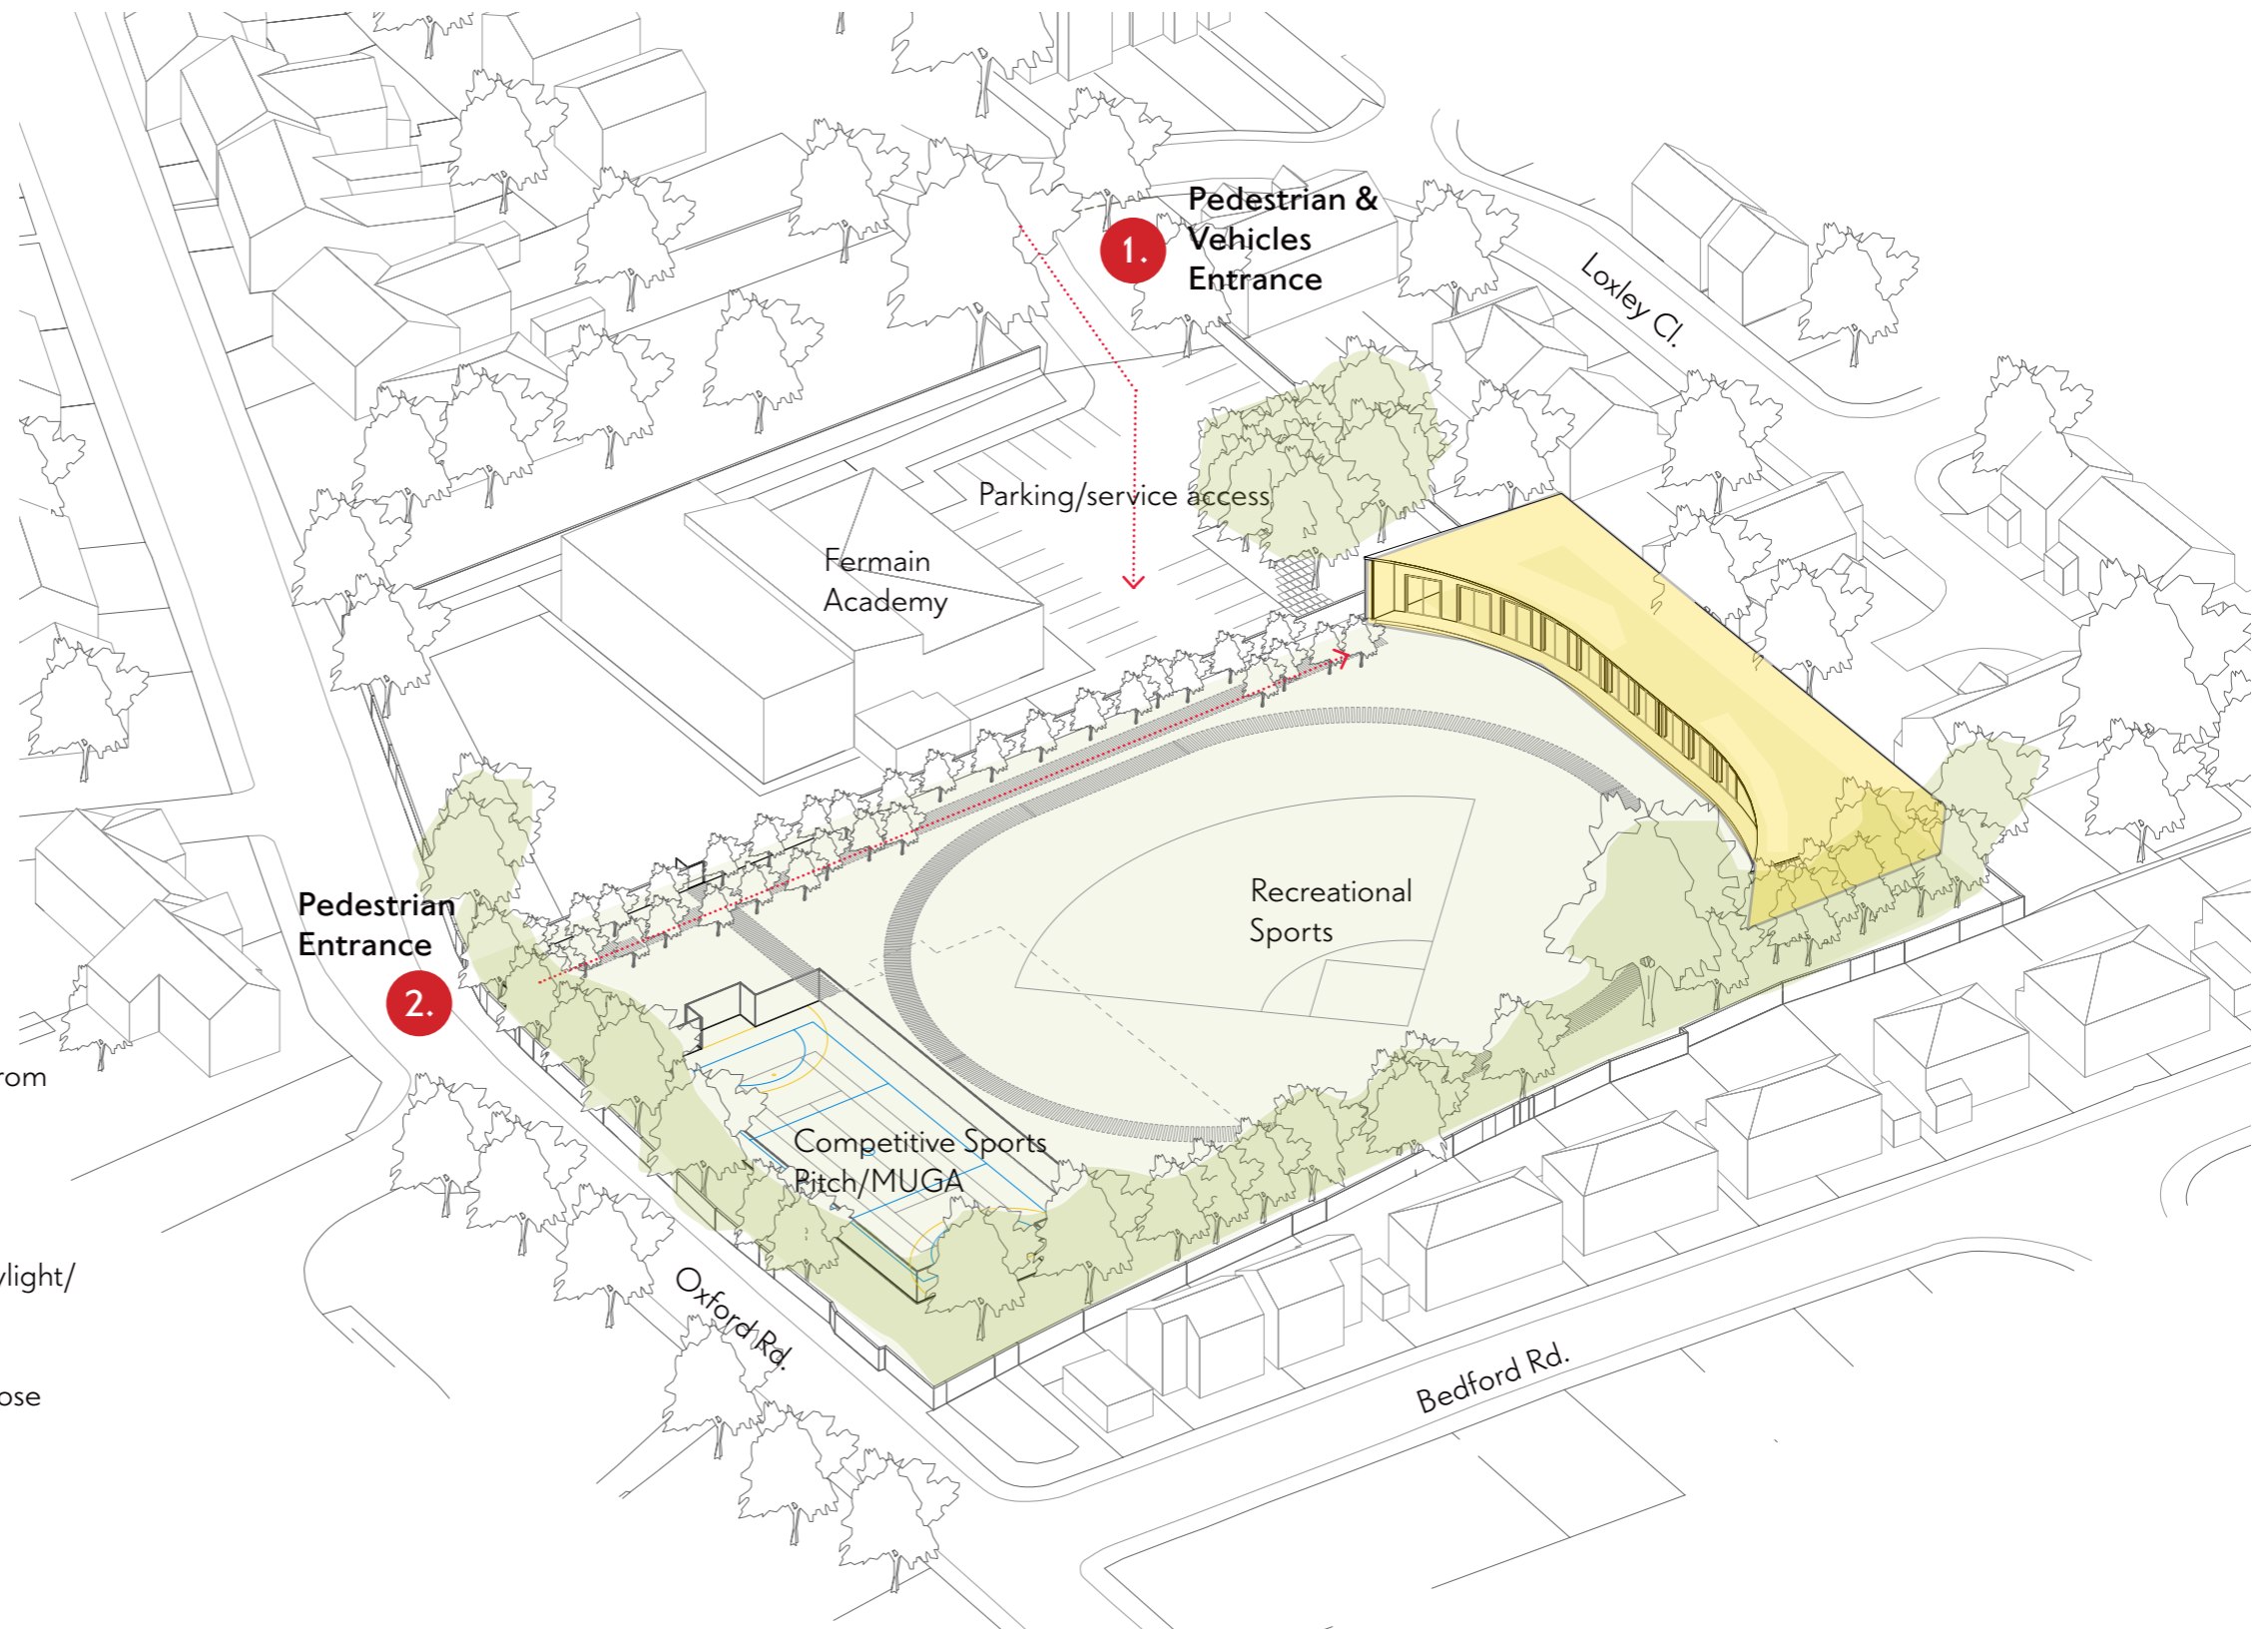 Pedestrian &
1.
Vehicles
Entrance
Loxley Cl.
Parking/service access
Fermain
Academy
Recreational
Sports
Pedestrian
Entrance
2.
rom
Competitive Sports
Pitch/MUGA
ylight/
Oxford Rd.
Bedford Rd.
ose